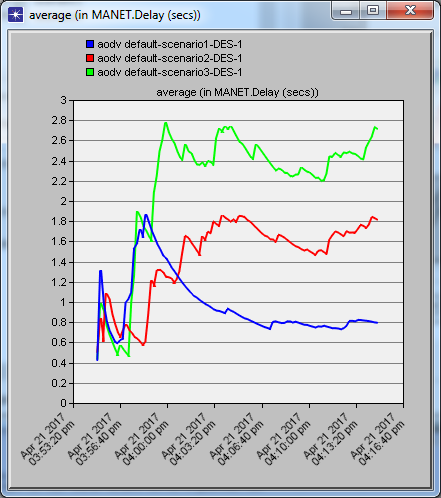 average (in MANET.Delay (secs))
aodv default-scenario1-DES-1
aodv default-scenario2-DES-1
aodv default-scenario3-DES-1
average (in MANET.Delay (secs))
3
2.8
2.6
2.4
2.2
2
1.8
1.6
1.4
1.2
1
0.8
0.6
0.4
0.2
0
Apr 21 2017
03:53:20 pm
Apr 21 2017
03:56:40 pm
Apr 21 2017
04:00:00 pm
Apr 21 2017
04:03:20 pm
Apr 21 2017
04:06:40 pm
Apr 21 2017
04:10:00 pm
Apr 21 2017
04:13:20 pm
Apr 21 2017
04:16:40 pm